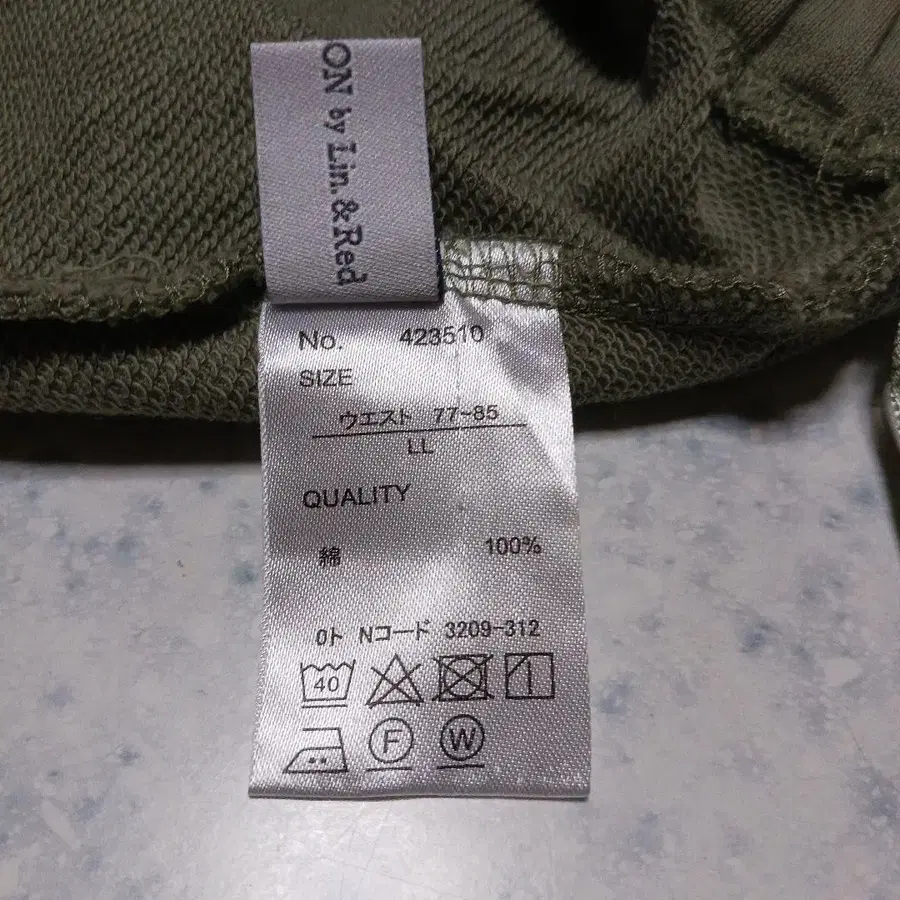 ON by Lin. & Red
No. 423510
SIZE
ウエスト 77~85
LL
QUALITY
綿 100%
0ト Nコード 3209-312
40
F W